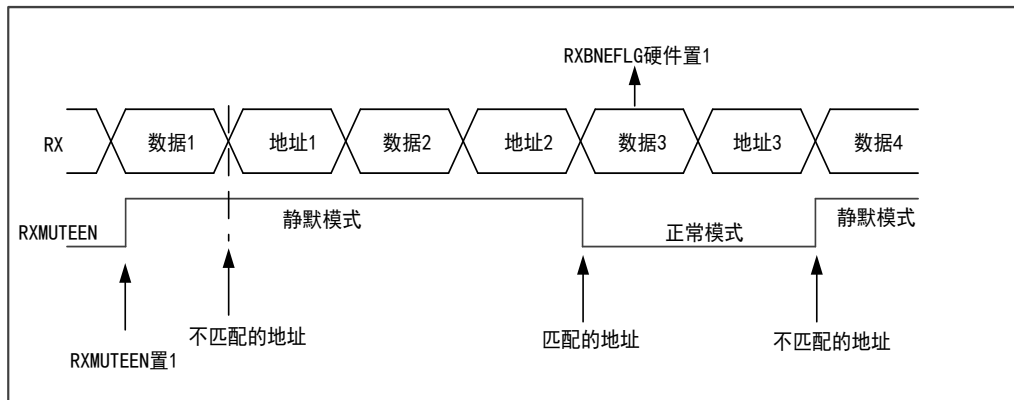 RXBNEFLG硬件置1
RX
数据1
地址1
数据2
地址2
数据3
地址3
数据4
RXMUTEEN
静默模式
正常模式
静默模式
RXMUTEEN置1
不匹配的地址
匹配的地址
不匹配的地址